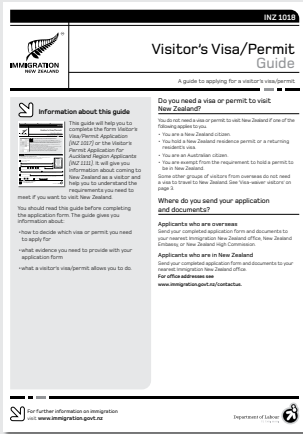 INZ 1018
IMMIGRATION
NEW ZEALAND
Visitor's Visa/Permit
Guide
A guide to applying for a visitor's visa/permit
Information about this guide
This guide will help you to
complete the form Visitor's
Visa/Permit Application
(INZ 1017) or the Visitor's
Permit Application for
Auckland Region Applicants
(INZ 1111). It will give you
information about coming to
New Zealand as a visitor and
help you to understand the
requirements you need to
meet if you want to visit New Zealand.
You should read this guide before completing
the application form. The guide gives you
information about:
•how to decide which visa or permit you need
to apply for
•what evidence you need to provide with your
application form
•what a visitor's visa/permit allows you to do.
Do you need a visa or permit to visit
New Zealand?
You do not need a visa or permit to visit New Zealand if one of the
following applies to you.
• You are a New Zealand citizen.
• You hold a New Zealand residence permit or a returning
resident's visa.
• You are an Australian citizen.
• You are exempt from the requirement to hold a permit to
be in New Zealand.
Some other groups of visitors from overseas do not need
a visa to travel to New Zealand. See 'Visa-waiver visitors' on
page 3.
Where do you send your application
and documents?
Applicants who are overseas
Send your completed application form and documents to
your nearest Immigration New Zealand office, New Zealand
Embassy, or New Zealand High Commission.
Applicants who are in New Zealand
Send your completed application form and documents to your
nearest Immigration New Zealand office.
For office addresses see
www.immigration.govt.nz/contactus.
For further information on immigration
visit www.immigration.govt.nz
Department of Labour